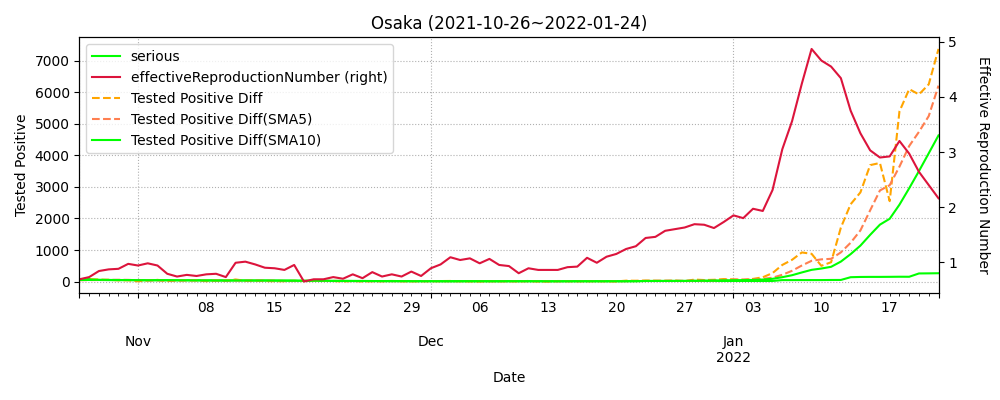 Osaka (2021-10-26~2022-01-24)
serious
effectiveReproductionNumber (right)
Tested Positive Diff
Tested Positive Diff(SMA5)
Tested Positive Diff(SMA10)
Tested Positive
7000
6000
5000
4000
3000
2000
1000
0
5
4
3
2
1
Effective Reproduction Number
08 15 22 29 06 13 20 27 03 10 17
Nov Dec Jan
2022
Date